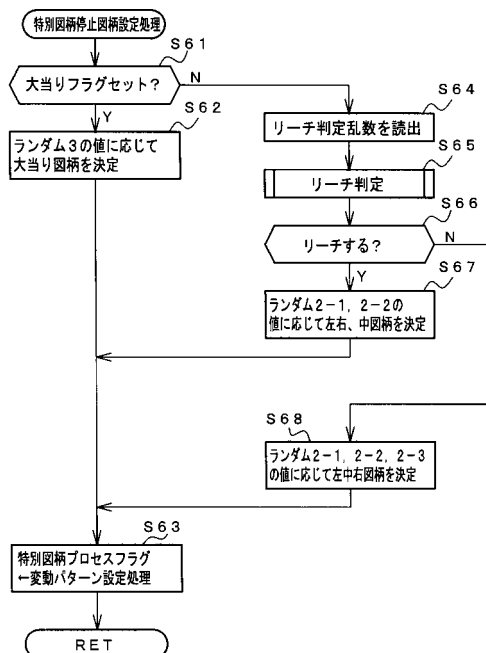 特別図柄停止図柄設定処理
S61
大当りフラグセット?
N
Y
S62
ランダム3の値に応じて
大当り図柄を決定
S64
リーチ判定乱数を読出
S65
リーチ判定
S66
リーチする?
N
Y
S67
ランダム2-1, 2-2の
値に応じて左右、中図柄を決定
S68
ランダム2-1, 2-2, 2-3
の値に応じて左中右図柄を決定
S63
特別図柄プロセスフラグ
←変動パターン設定処理
RET